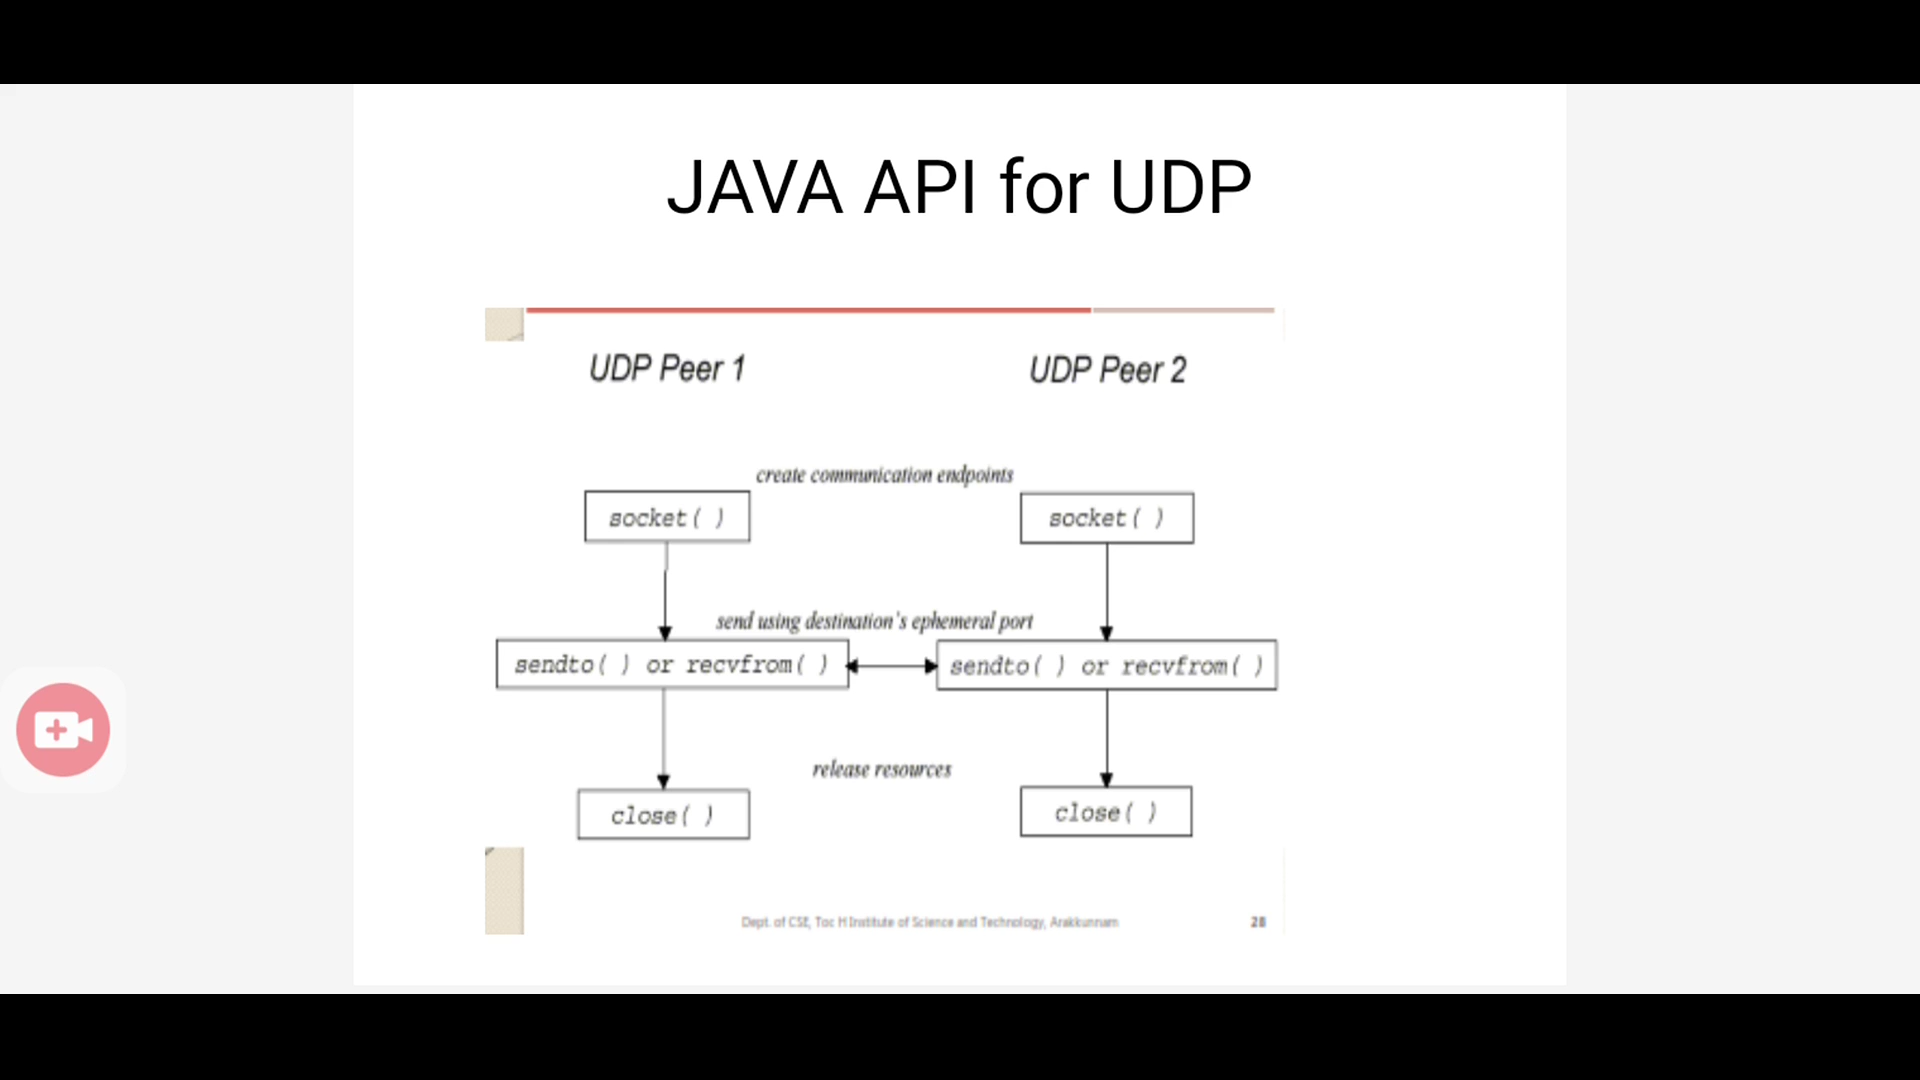 JAVA API for UDP
UDP Peer 1
UDP Peer 2
create communication endpoints
socket( )
socket( )
send using destination's ephemeral port
sendto( ) or recvfrom( )
sendto( ) or recvfrom( )
release resources
close( )
close( )
Dept. of CSE, Toc H Institute of Science and Technology, Arakkunnam
28